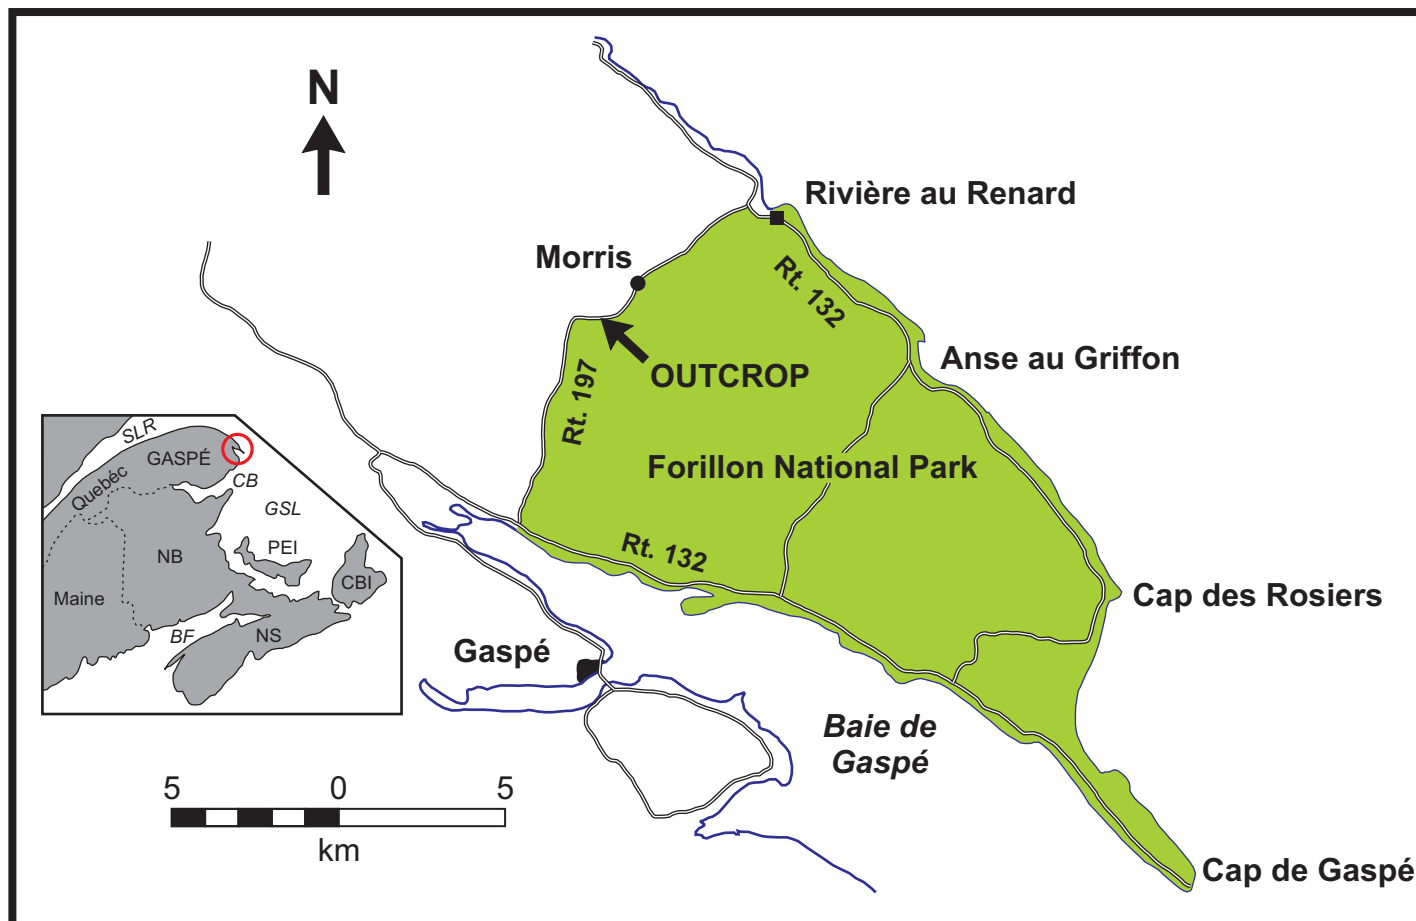 N
Rivière au Renard
Morris
Rt. 132
Anse au Griffon
OUTCROP
Rt. 197
Forillon National Park
SLR
GASPÉ
Quebéc
CB
GSL
PEI
NB
CBI
Maine
BF
NS
Rt. 132
Cap des Rosiers
Gaspé
Baie de
Gaspé
5 0 5
km
Cap de Gaspé